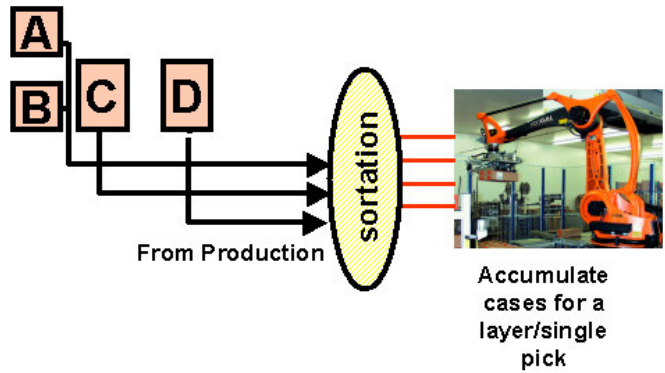 A
B
C
D
sortation
From Production
Accumulate
cases for a
layer/single
pick